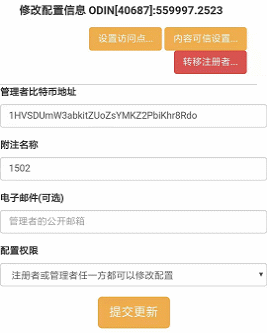 修改配置信息 ODIN[40687]:559997.2523
设置访问点...
内容可信设置...
转移注册者...
管理者比特币地址
1HVSDUmW3abkitZUoZsYMKZ2PbiKhr8Rdo
附注名称
1502
电子邮件(可选)
管理者的公开邮箱
配置权限
注册者或管理者任一方都可以修改配置
提交更新